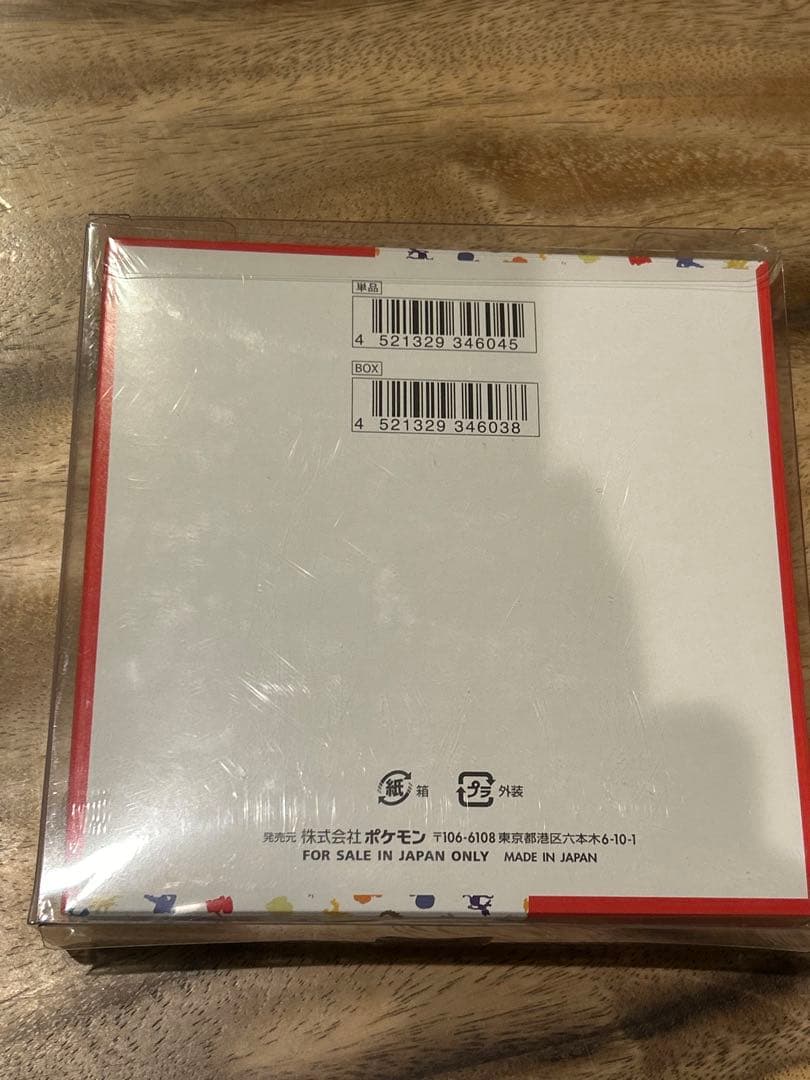 単品
4 521329 346045
BOX
4 521329 346038
紙 箱 プラ 外装
発売元 株式会社 ポケモン 〒106-6108 東京都港区六本木6-10-1
FOR SALE IN JAPAN ONLY MADE IN JAPAN